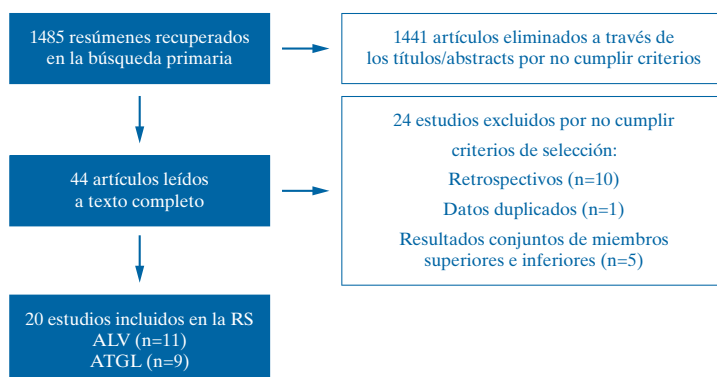 1485 resúmenes recuperados
en la búsqueda primaria
1441 artículos eliminados a través de
los títulos/abstracts por no cumplir criterios
44 artículos leídos
a texto completo
24 estudios excluidos por no cumplir
criterios de selección:
Retrospectivos (n=10)
Datos duplicados (n=1)
Resultados conjuntos de miembros
superiores e inferiores (n=5)
20 estudios incluidos en la RS
ALV (n=11)
ATGL (n=9)